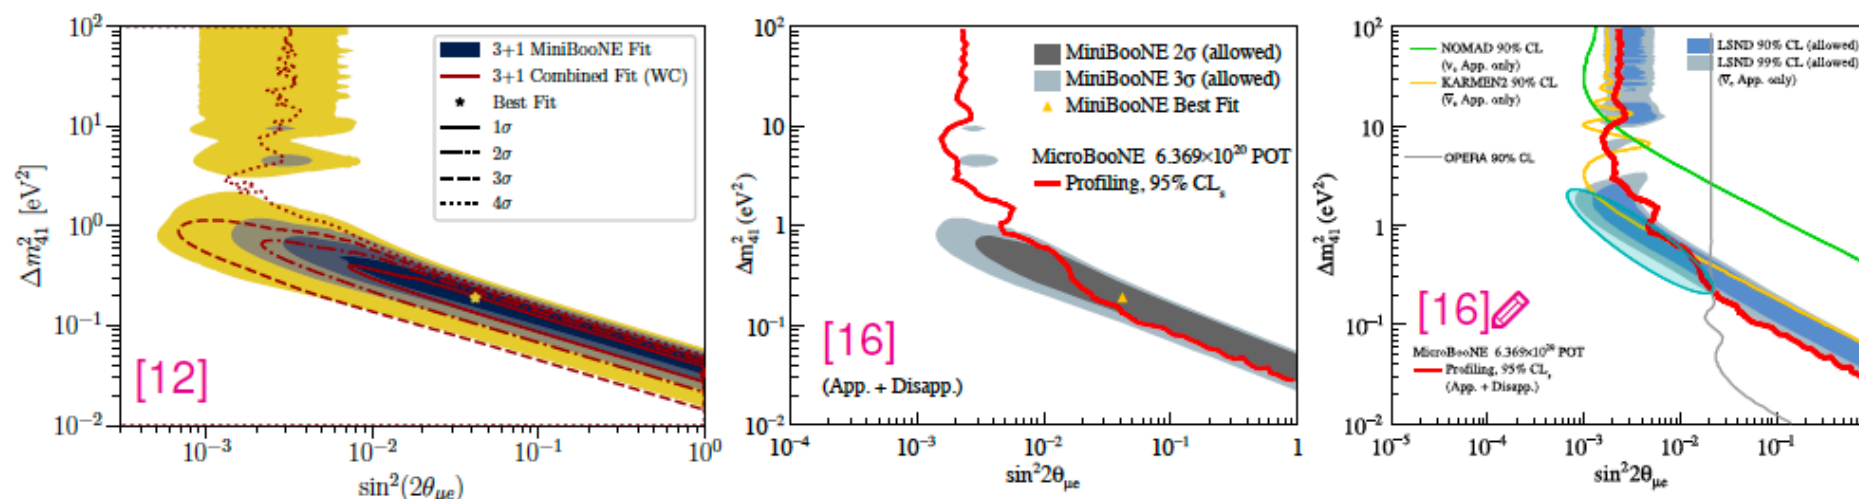 10²
10¹
10⁰
10⁻¹
10⁻²
Δm²₄₁ [eV²]
3+1 MiniBooNE Fit
3+1 Combined Fit (WC)
Best Fit
1σ
2σ
3σ
4σ
[12]
10⁻³
10⁻²
10⁻¹
10⁰
sin²(2θμe)
10²
10
1
10⁻¹
10⁻²
Δm²₄₁ (eV²)
MiniBooNE 2σ (allowed)
MiniBooNE 3σ (allowed)
MiniBooNE Best Fit
MicroBooNE 6.369×10²⁰ POT
Profiling, 95% CLₛ
[16]
(App. + Disapp.)
10⁻⁴
10⁻³
10⁻²
10⁻¹
1
sin²2θμe
10²
10
1
10⁻¹
10⁻²
Δm²₄₁ (eV²)
NOMAD 90% CL
(νₑ App. only)
KARMEN2 90% CL
(ν̄ₑ App. only)
LSND 90% CL (allowed)
LSND 99% CL (allowed)
(ν̄ₑ App. only)
OPERA 90% CL
[16]
MicroBooNE 6.369×10²⁰ POT
Profiling, 95% CLₛ
(App. + Disapp.)
10⁻⁵
10⁻⁴
10⁻³
10⁻²
10⁻¹
sin²2θμe